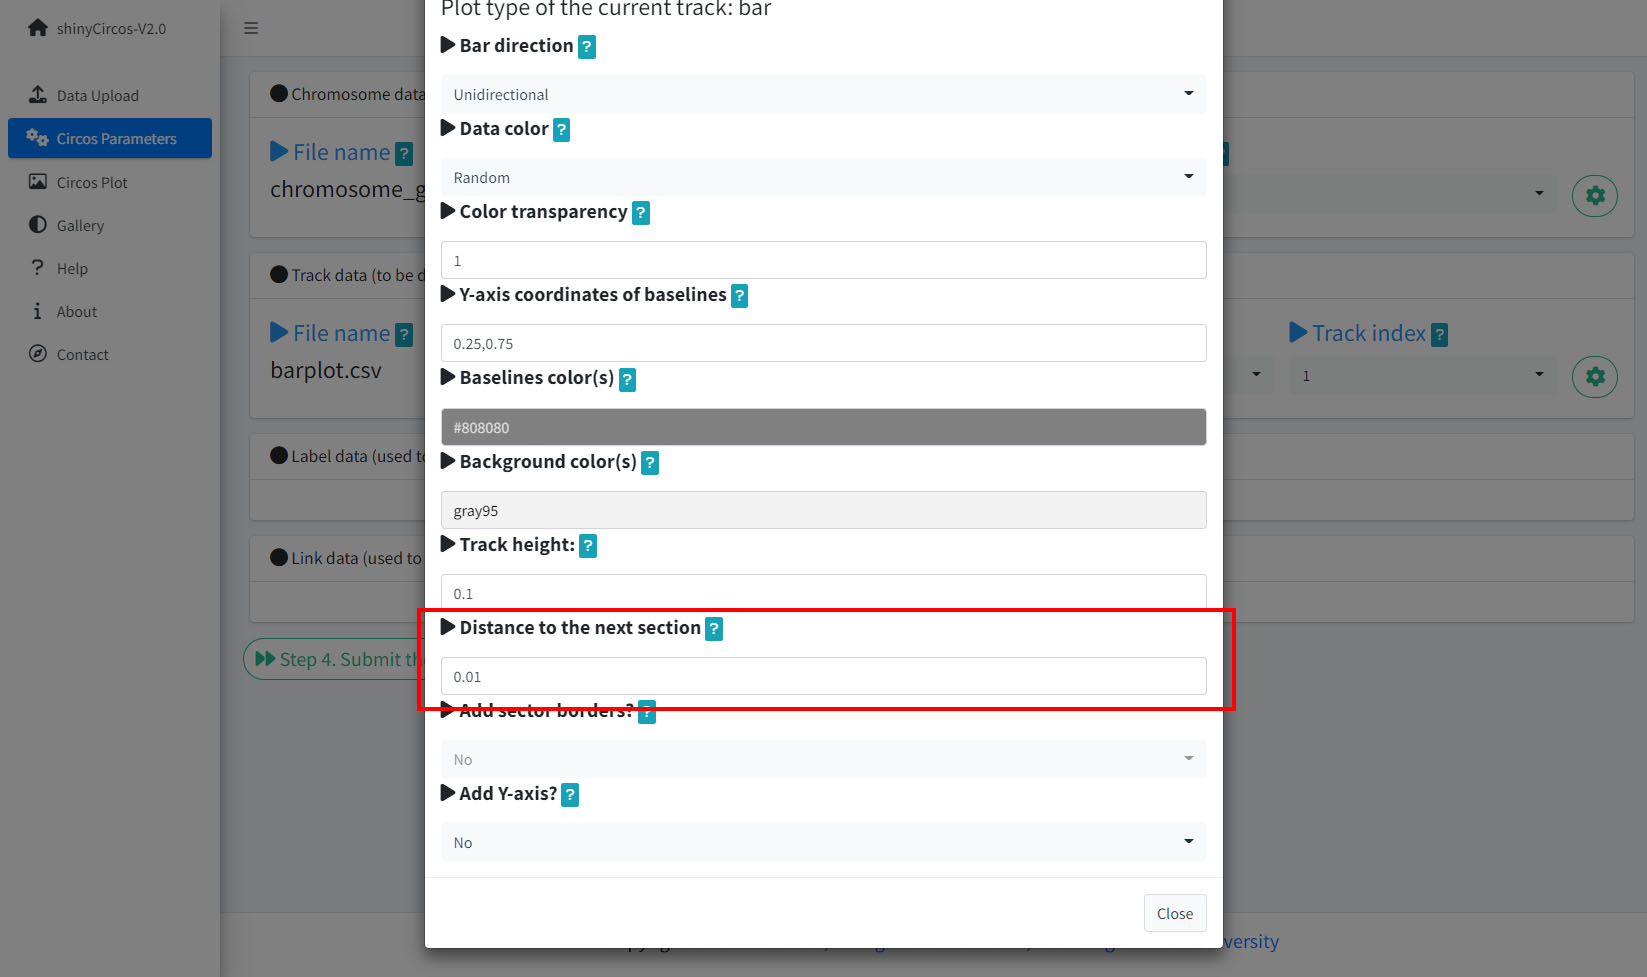 shinyCircos-V2.0
Data Upload
Circos Parameters
Circos Plot
Gallery
Help
About
Contact
Chromosome data
File name ?
chromosome_g
Track data (to be d
File name ?
barplot.csv
Track index ?
1
Label data (used to
Link data (used to
Step 4. Submit th
Plot type of the current track: bar
Bar direction ?
Unidirectional
Data color ?
Random
Color transparency ?
1
Y-axis coordinates of baselines ?
0.25,0.75
Baselines color(s) ?
#808080
Background color(s) ?
gray95
Track height: ?
0.1
Distance to the next section ?
0.01
Add sector borders? ?
No
Add Y-axis? ?
No
Close
versity